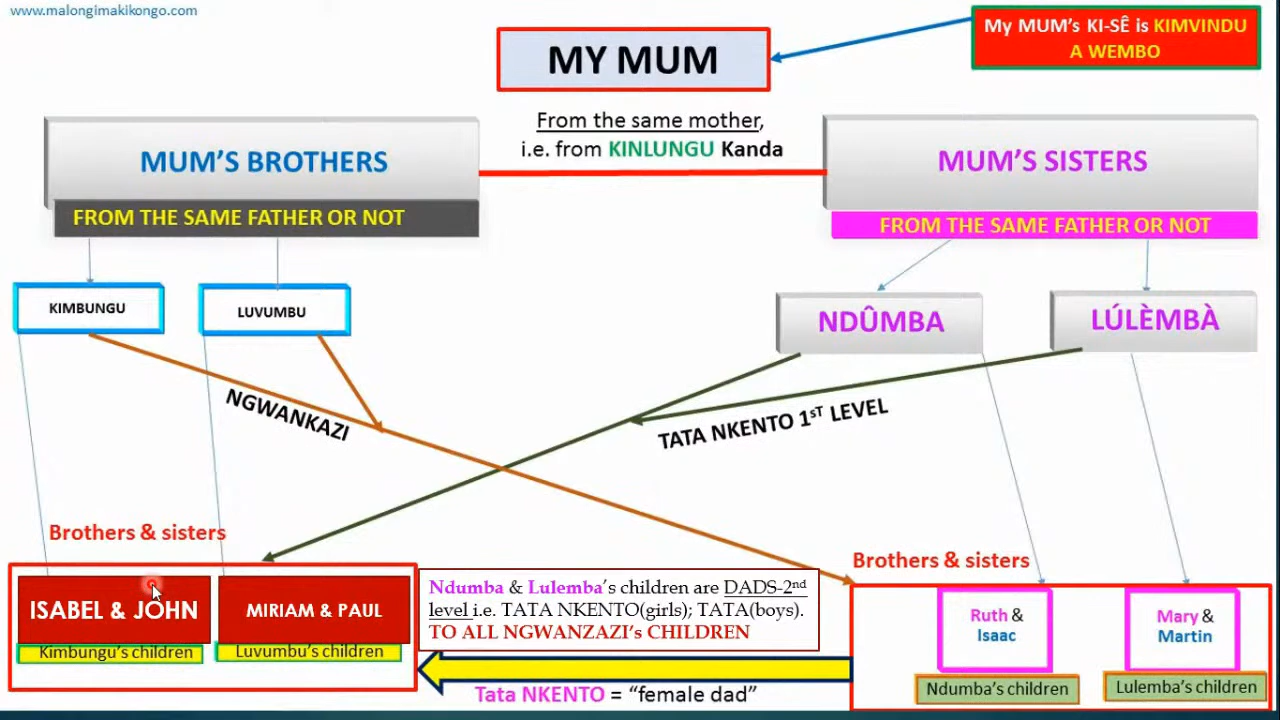 www.malongimakikongo.com
MY MUM
My MUM's KI-SÊ is KIMVINDU
A WEMBO
From the same mother,
i.e. from KINLUNGU Kanda
MUM'S BROTHERS
FROM THE SAME FATHER OR NOT
MUM'S SISTERS
FROM THE SAME FATHER OR NOT
KIMBUNGU
LUVUMBU
NDÛMBA
LÚLÈMBÀ
NGWANKAZI
TATA NKENTO 1ST LEVEL
Brothers & sisters
Brothers & sisters
ISABEL & JOHN
Kimbungu's children
MIRIAM & PAUL
Luvumbu's children
Ndumba & Lulemba's children are DADS-2nd
level i.e. TATA NKENTO(girls); TATA(boys).
TO ALL NGWANZAZI's CHILDREN
Tata NKENTO = “female dad”
Ruth &
Isaac
Ndumba's children
Mary &
Martin
Lulemba's children